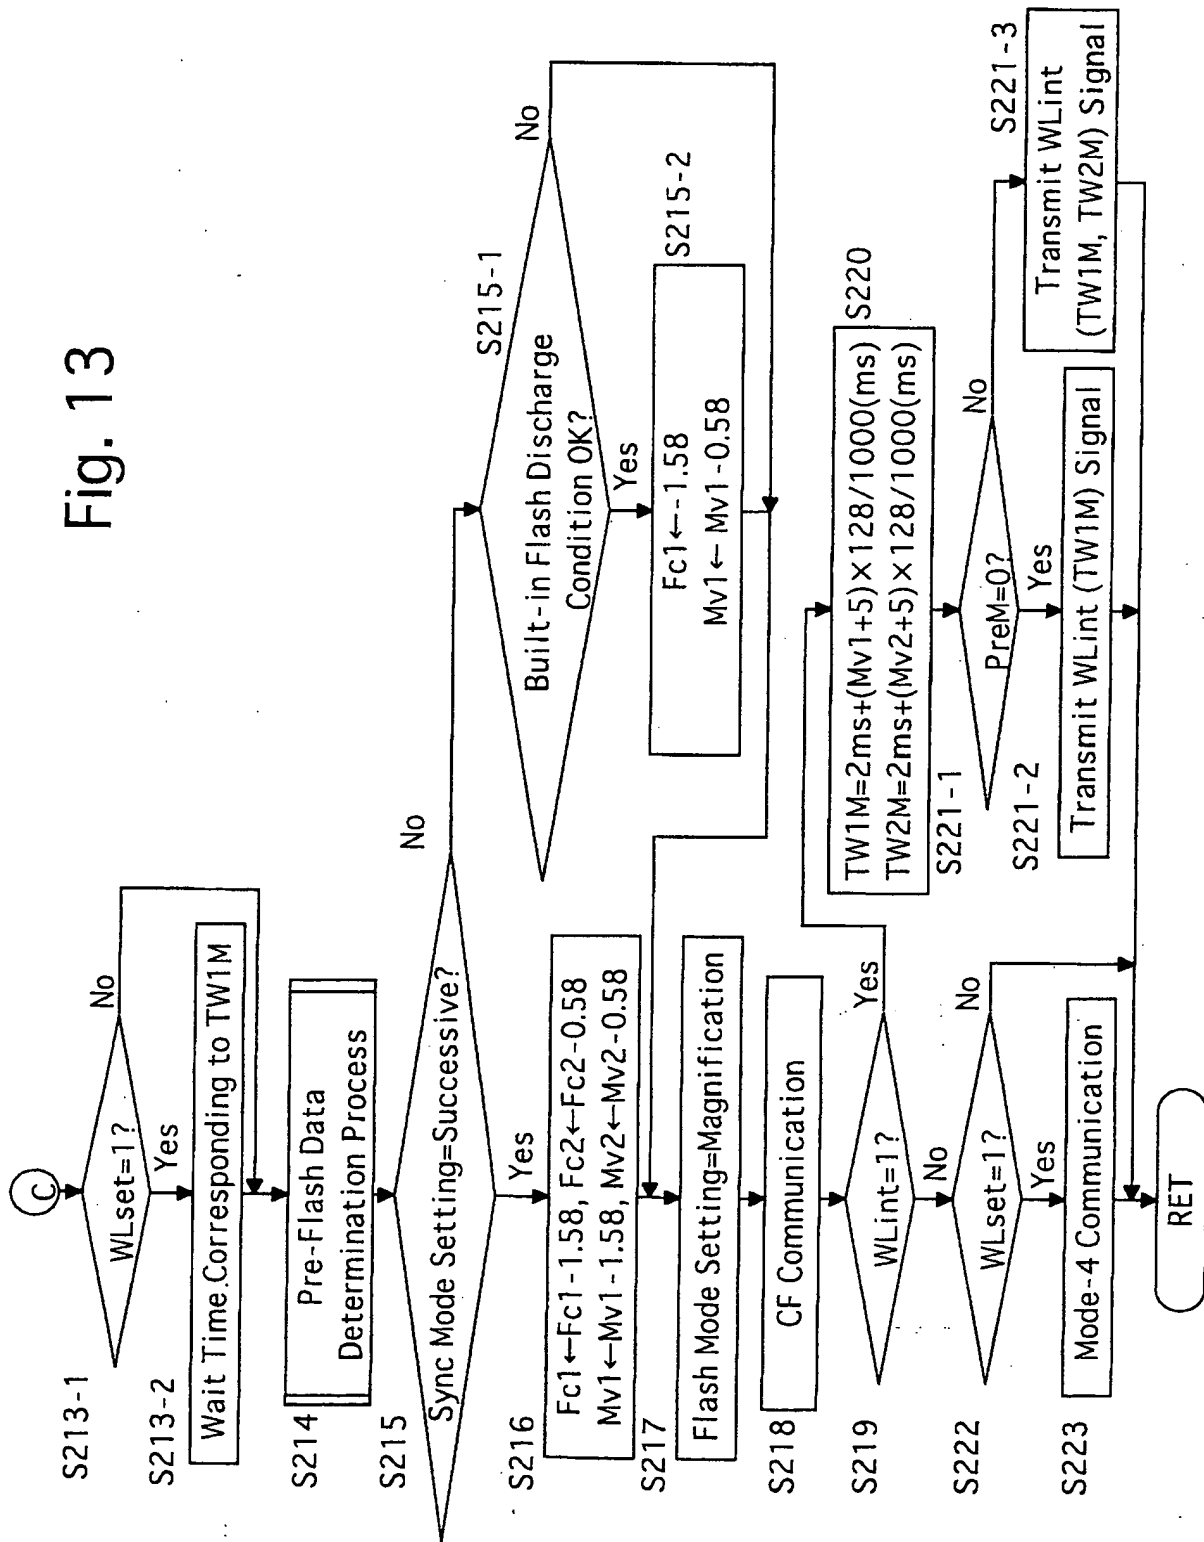 Fig. 13
C
S213-1
WLset=1?
No
Yes
S213-2
Wait Time.Corresponding to TW1M
S214
Pre-Flash Data
Determination Process
S215
Sync Mode Setting=Successive?
No
Yes
S215-1
Built-in Flash Discharge
Condition OK?
No
Yes
S215-2
Fc1←-1.58
Mv1← Mv1-0.58
S216
Fc1←Fc1-1.58, Fc2←Fc2-0.58
Mv1←Mv1-1.58, Mv2←Mv2-0.58
S217
Flash Mode Setting=Magnification
S218
CF Communication
S219
WLint=1?
Yes
No
S220
TW1M=2ms+(Mv1+5)×128/1000(ms)
TW2M=2ms+(Mv2+5)×128/1000(ms)
S221-1
PreM=0?
No
Yes
S221-2
Transmit WLint (TW1M) Signal
S221-3
Transmit WLint
(TW1M, TW2M) Signal
S222
WLset=1?
No
Yes
S223
Mode-4 Communication
RET